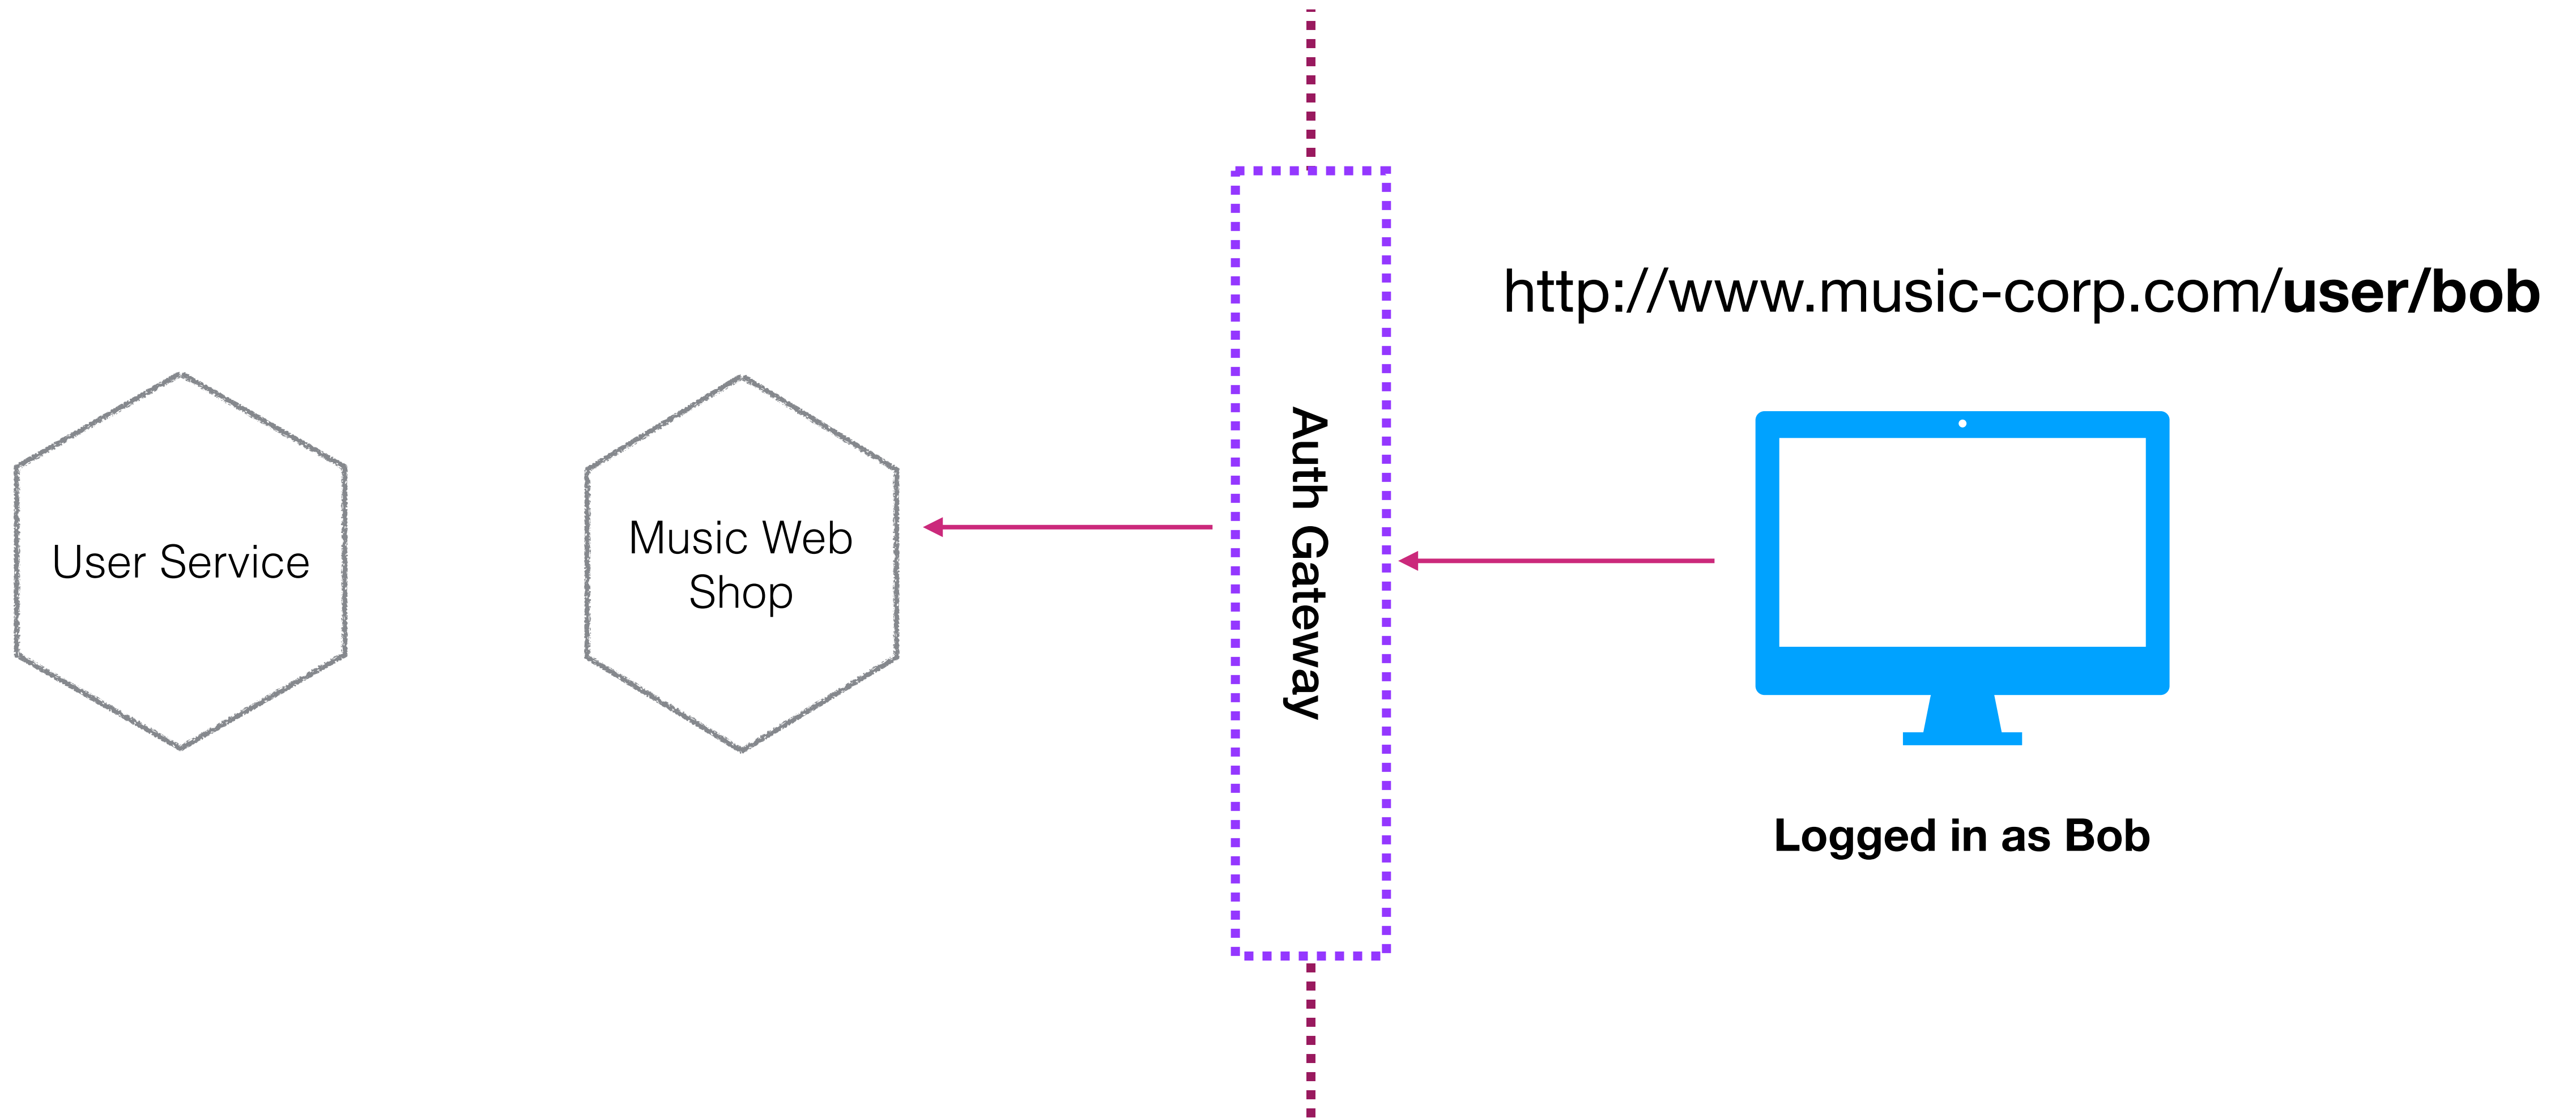 http://www.music-corp.com/user/bob
User Service
Music Web
Shop
Auth Gateway
Logged in as Bob